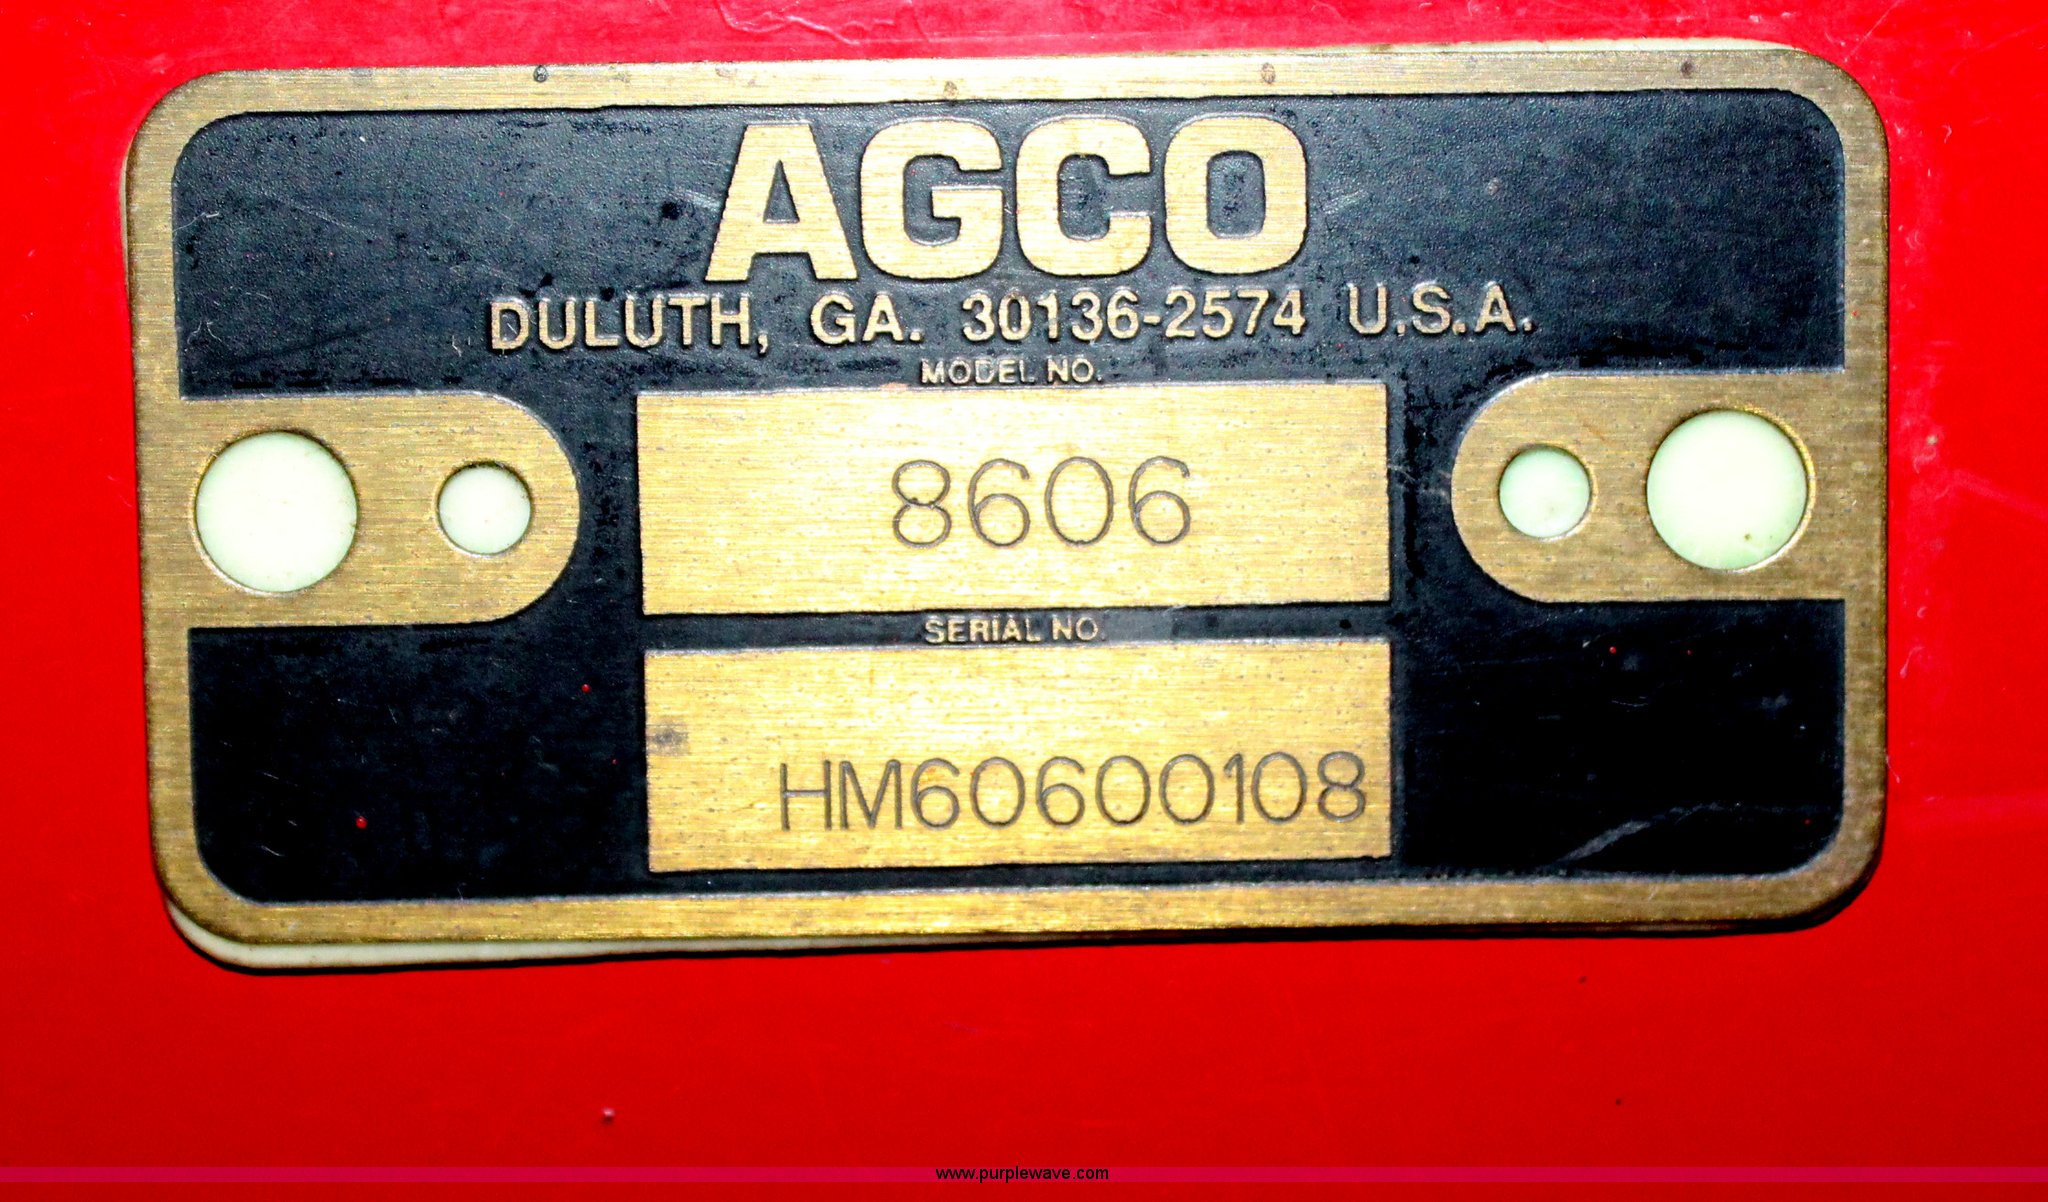 AGCO
DULUTH, GA. 30136-2574 U.S.A.
MODEL NO.
8606
SERIAL NO.
HM60600108
www.purplewave.com